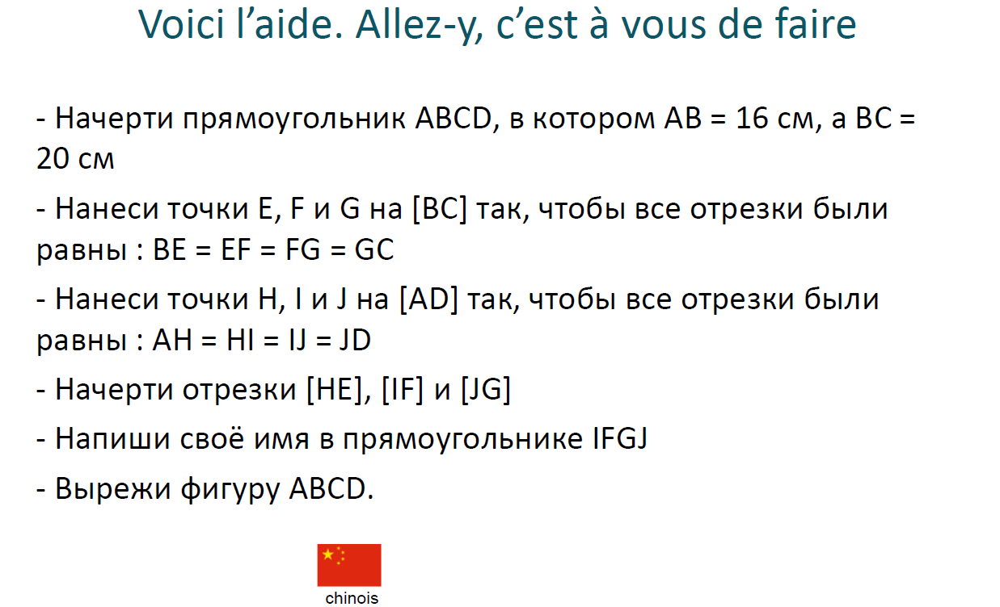 Voici l’aide. Allez-y, c’est à vous de faire
- Начерти прямоугольник ABCD, в котором AB = 16 см, а BC =
20 см
- Нанеси точки E, F и G на [BC] так, чтобы все отрезки были
равны : BE = EF = FG = GC
- Нанеси точки H, I и J на [AD] так, чтобы все отрезки были
равны : AH = HI = IJ = JD
- Начерти отрезки [HE], [IF] и [JG]
- Напиши своё имя в прямоугольнике IFGJ
- Вырежи фигуру ABCD.
chinois